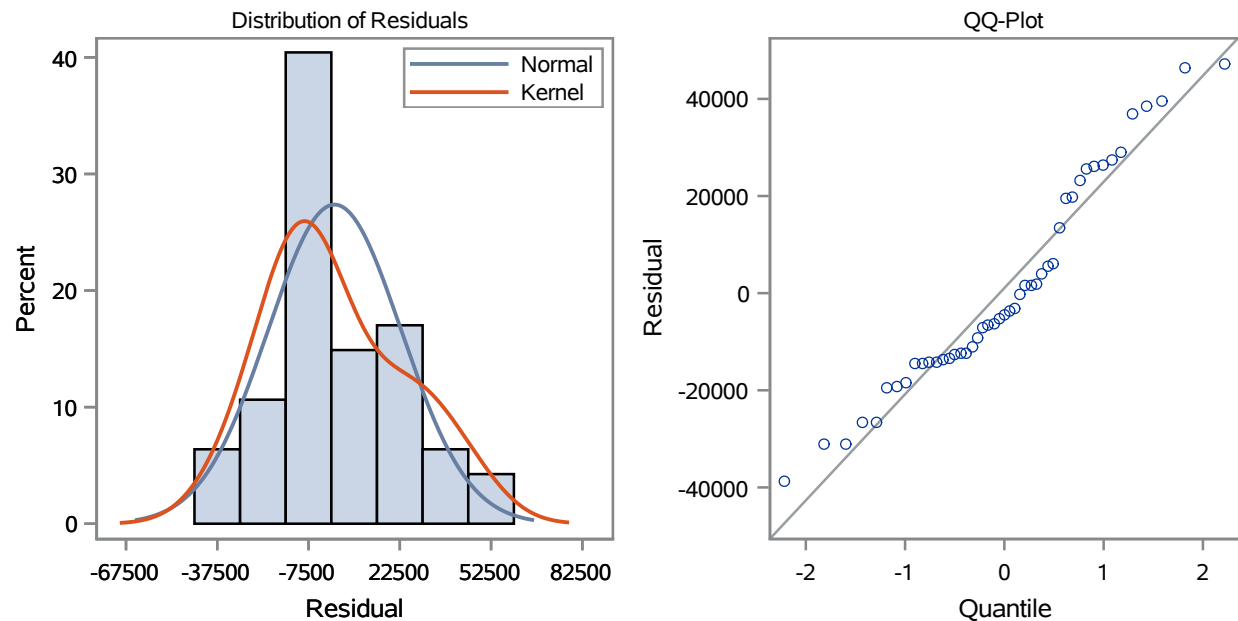 Distribution of Residuals
Normal
Kernel
Percent
40
30
20
10
0
-67500 -37500 -7500 22500 52500 82500
Residual
QQ-Plot
Residual
40000
20000
0
-20000
-40000
-2 -1 0 1 2
Quantile